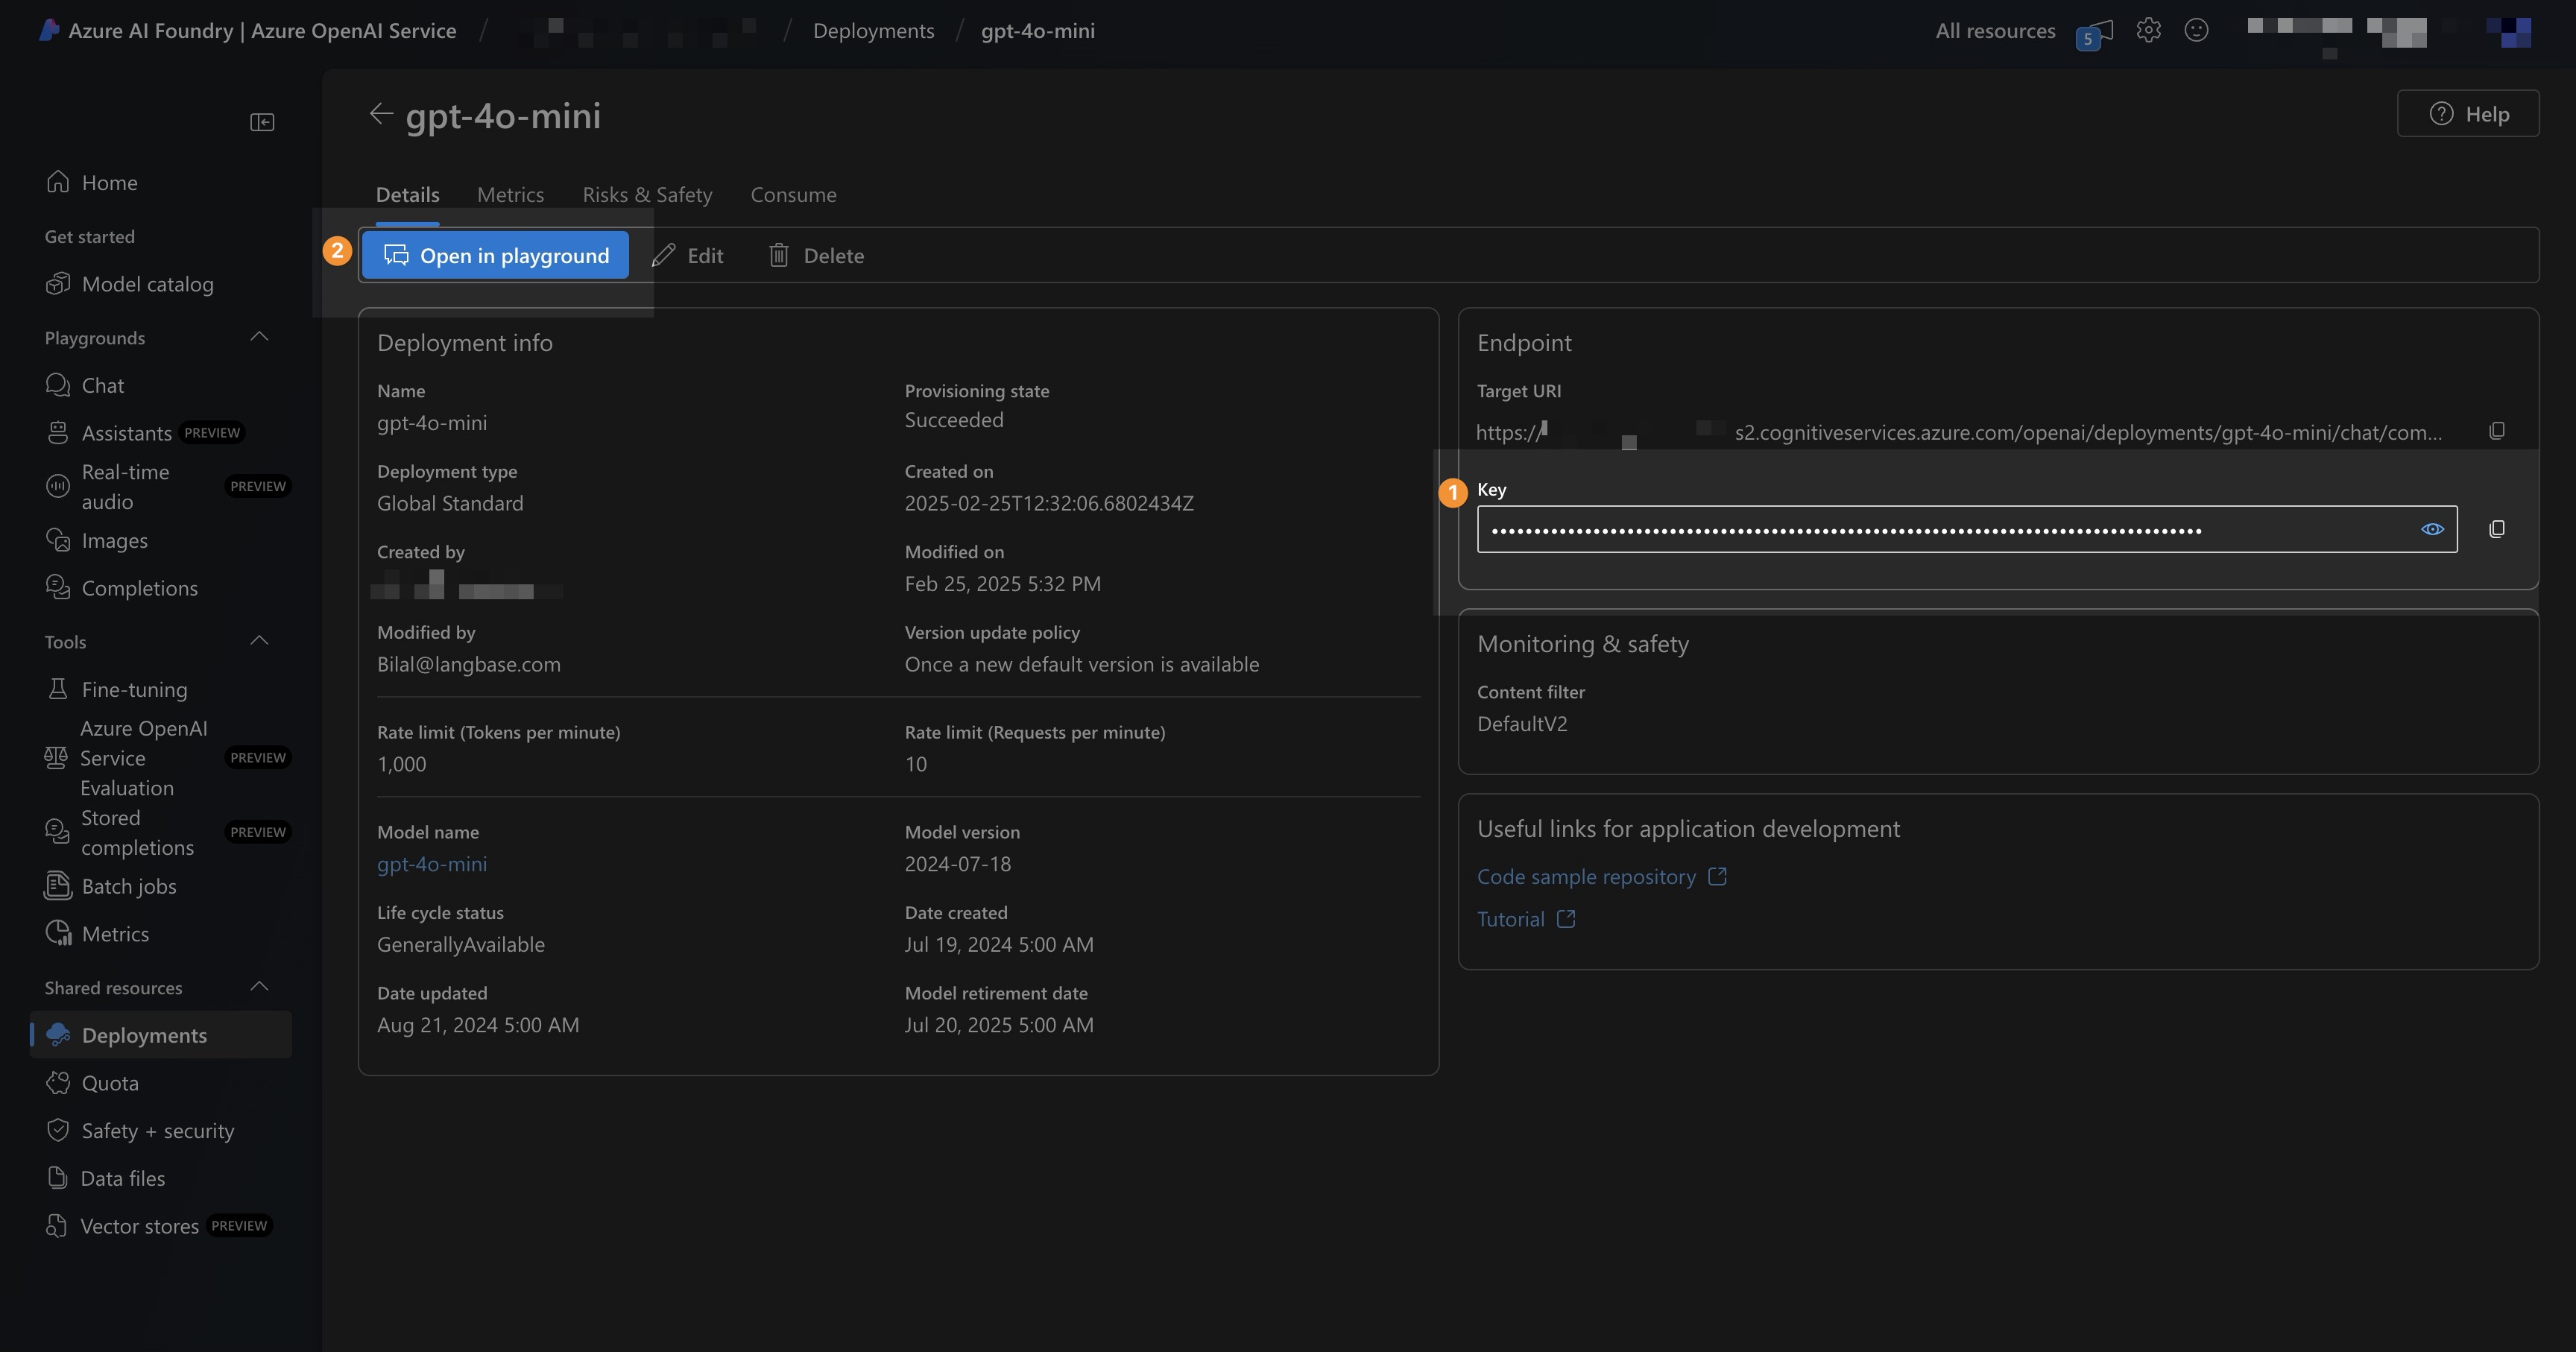 Azure AI Foundry | Azure OpenAI Service / / Deployments / gpt-4o-mini
All resources
5
Home
Get started
Model catalog
Playgrounds
Chat
Assistants PREVIEW
Real-time
audio
PREVIEW
Images
Completions
Tools
Fine-tuning
Azure OpenAI
Service
Evaluation
PREVIEW
Stored
completions
PREVIEW
Batch jobs
Metrics
Shared resources
Deployments
Quota
Safety + security
Data files
Vector stores PREVIEW
gpt-4o-mini
Help
Details Metrics Risks & Safety Consume
2
Open in playground Edit Delete
Deployment info
Name
gpt-4o-mini
Provisioning state
Succeeded
Deployment type
Global Standard
Created on
2025-02-25T12:32:06.6802434Z
Created by
Modified on
Feb 25, 2025 5:32 PM
Modified by
Bilal@langbase.com
Version update policy
Once a new default version is available
Rate limit (Tokens per minute)
1,000
Rate limit (Requests per minute)
10
Model name
gpt-4o-mini
Model version
2024-07-18
Life cycle status
GenerallyAvailable
Date created
Jul 19, 2024 5:00 AM
Date updated
Aug 21, 2024 5:00 AM
Model retirement date
Jul 20, 2025 5:00 AM
Endpoint
Target URI
https:// s2.cognitiveservices.azure.com/openai/deployments/gpt-4o-mini/chat/com...
1
Key
Monitoring & safety
Content filter
DefaultV2
Useful links for application development
Code sample repository
Tutorial